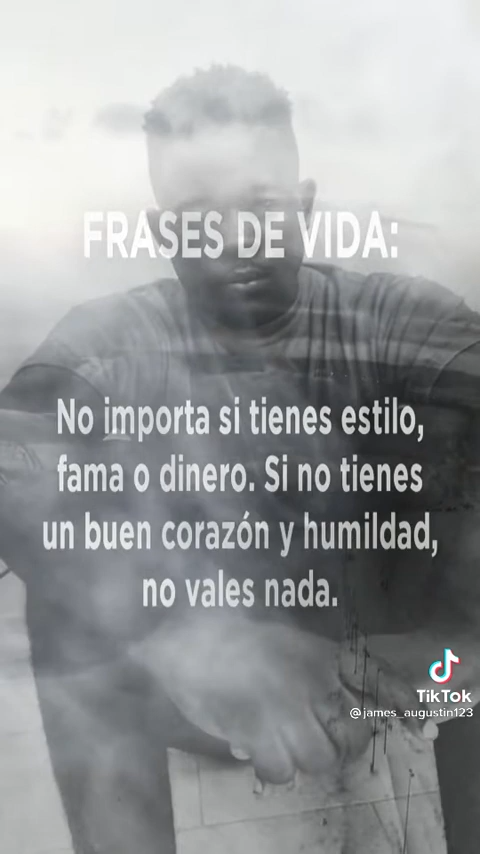 FRASES DE VIDA:
No importa si tienes estilo,
fama o dinero. Si no tienes
un buen corazón y humildad,
no vales nada.
TikTok
@james_augustin123